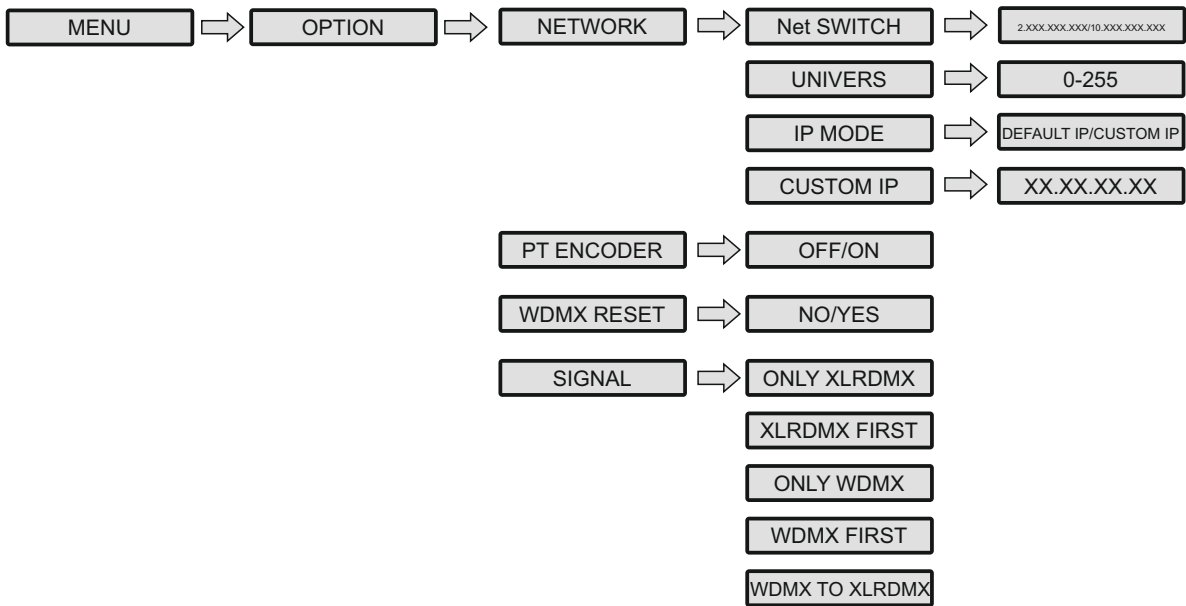 MENU
OPTION
NETWORK
Net SWITCH
2.XXX.XXX.XXX/10.XXX.XXX.XXX
UNIVERS
0-255
IP MODE
DEFAULT IP/CUSTOM IP
CUSTOM IP
XX.XX.XX.XX
PT ENCODER
OFF/ON
WDMX RESET
NO/YES
SIGNAL
ONLY XLRDMX
XLRDMX FIRST
ONLY WDMX
WDMX FIRST
WDMX TO XLRDMX